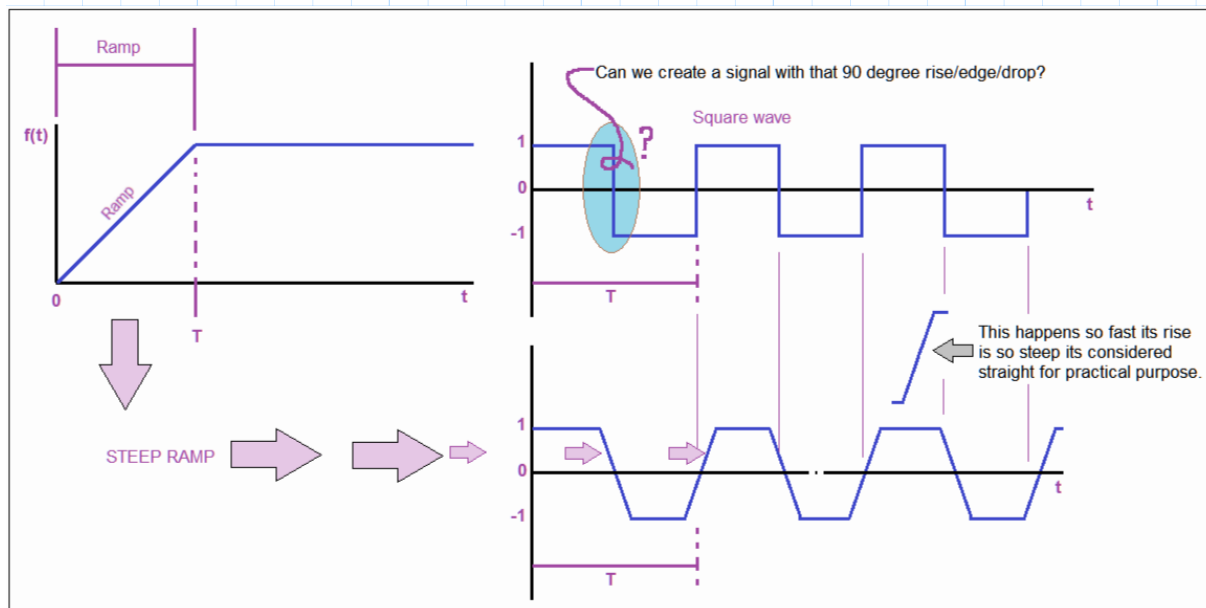 Ramp
f(t)
Ramp
0
T
t
STEEP RAMP
Can we create a signal with that 90 degree rise/edge/drop?
?
Square wave
1
0
-1
t
T
This happens so fast its rise
is so steep its considered
straight for practical purpose.
1
0
-1
t
T